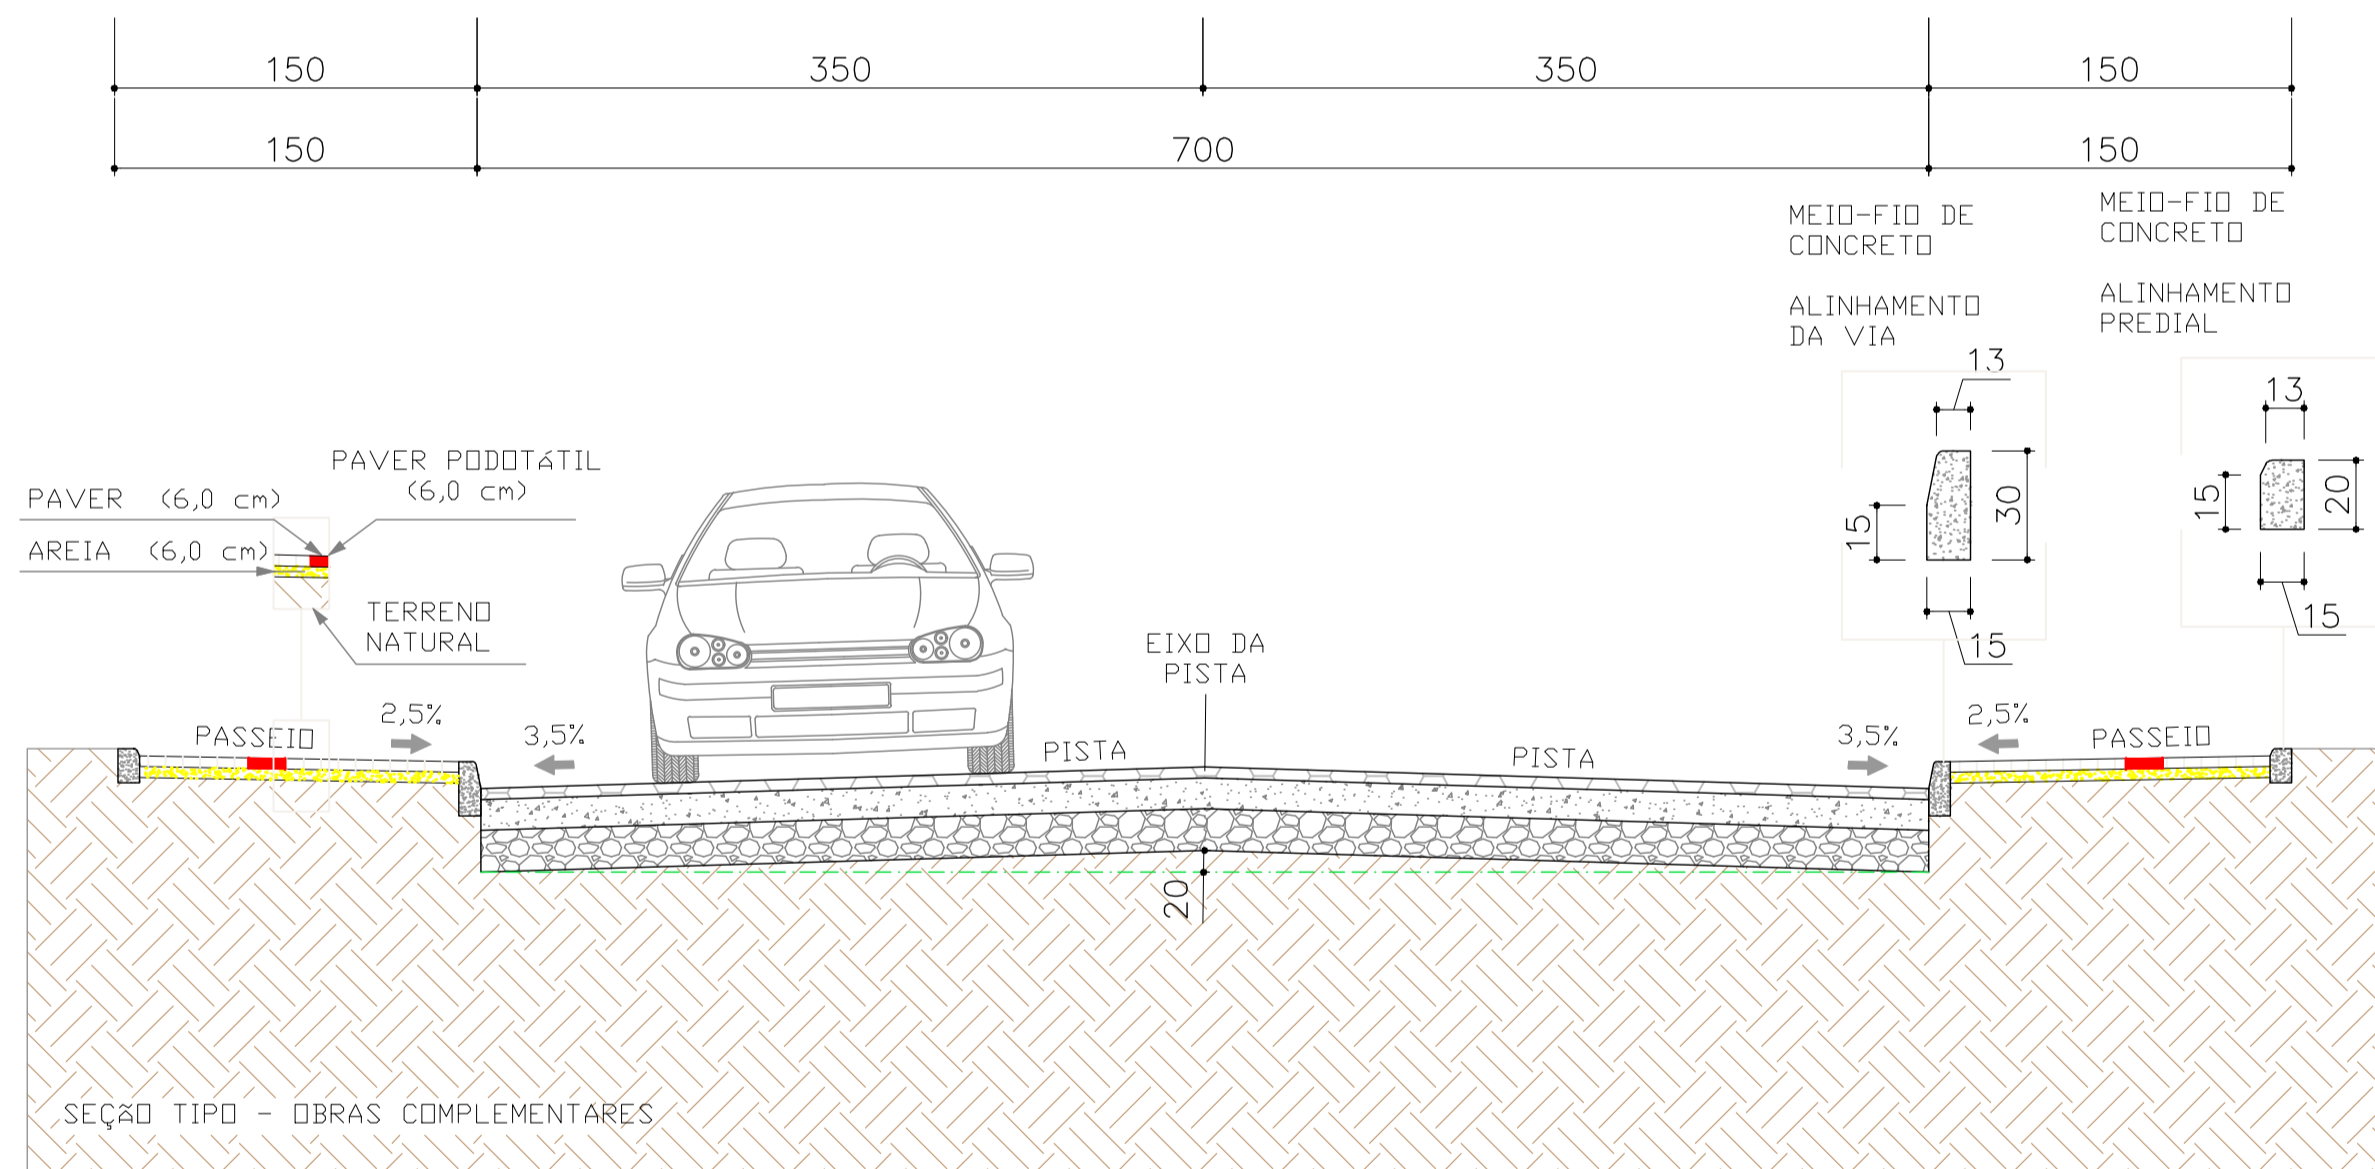 150
350
350
150
150
700
150
MEIO-FIO DE
CONCRETO
ALINHAMENTO
DA VIA
MEIO-FIO DE
CONCRETO
ALINHAMENTO
PREDIAL
13
15
30
15
13
15
20
15
PAVER PODOTáTIL
(6,0 cm)
PAVER (6,0 cm)
AREIA (6,0 cm)
TERRENO
NATURAL
EIXO DA
PISTA
PASSEIO
2,5%
3,5%
PISTA
PISTA
3,5%
2,5%
PASSEIO
20
SEÇÃO TIPO - OBRAS COMPLEMENTARES